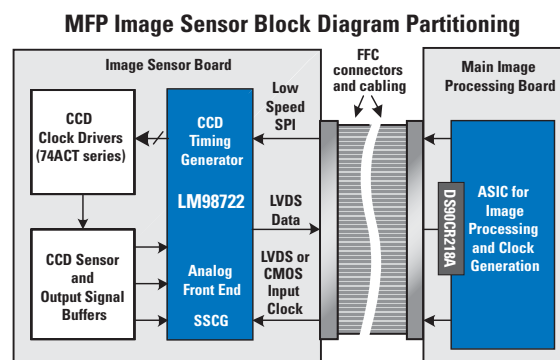 MFP Image Sensor Block Diagram Partitioning
Image Sensor Board
FFC
connectors
and cabling
Main Image
Processing Board
CCD
Clock Drivers
(74ACT series)
CCD
Timing
Generator
LM98722
Analog
Front End
SSCG
Low
Speed
SPI
LVDS
Data
LVDS or
CMOS
Input
Clock
CCD Sensor
and
Output Signal
Buffers
DS90CR218A
ASIC for
Image
Processing
and Clock
Generation